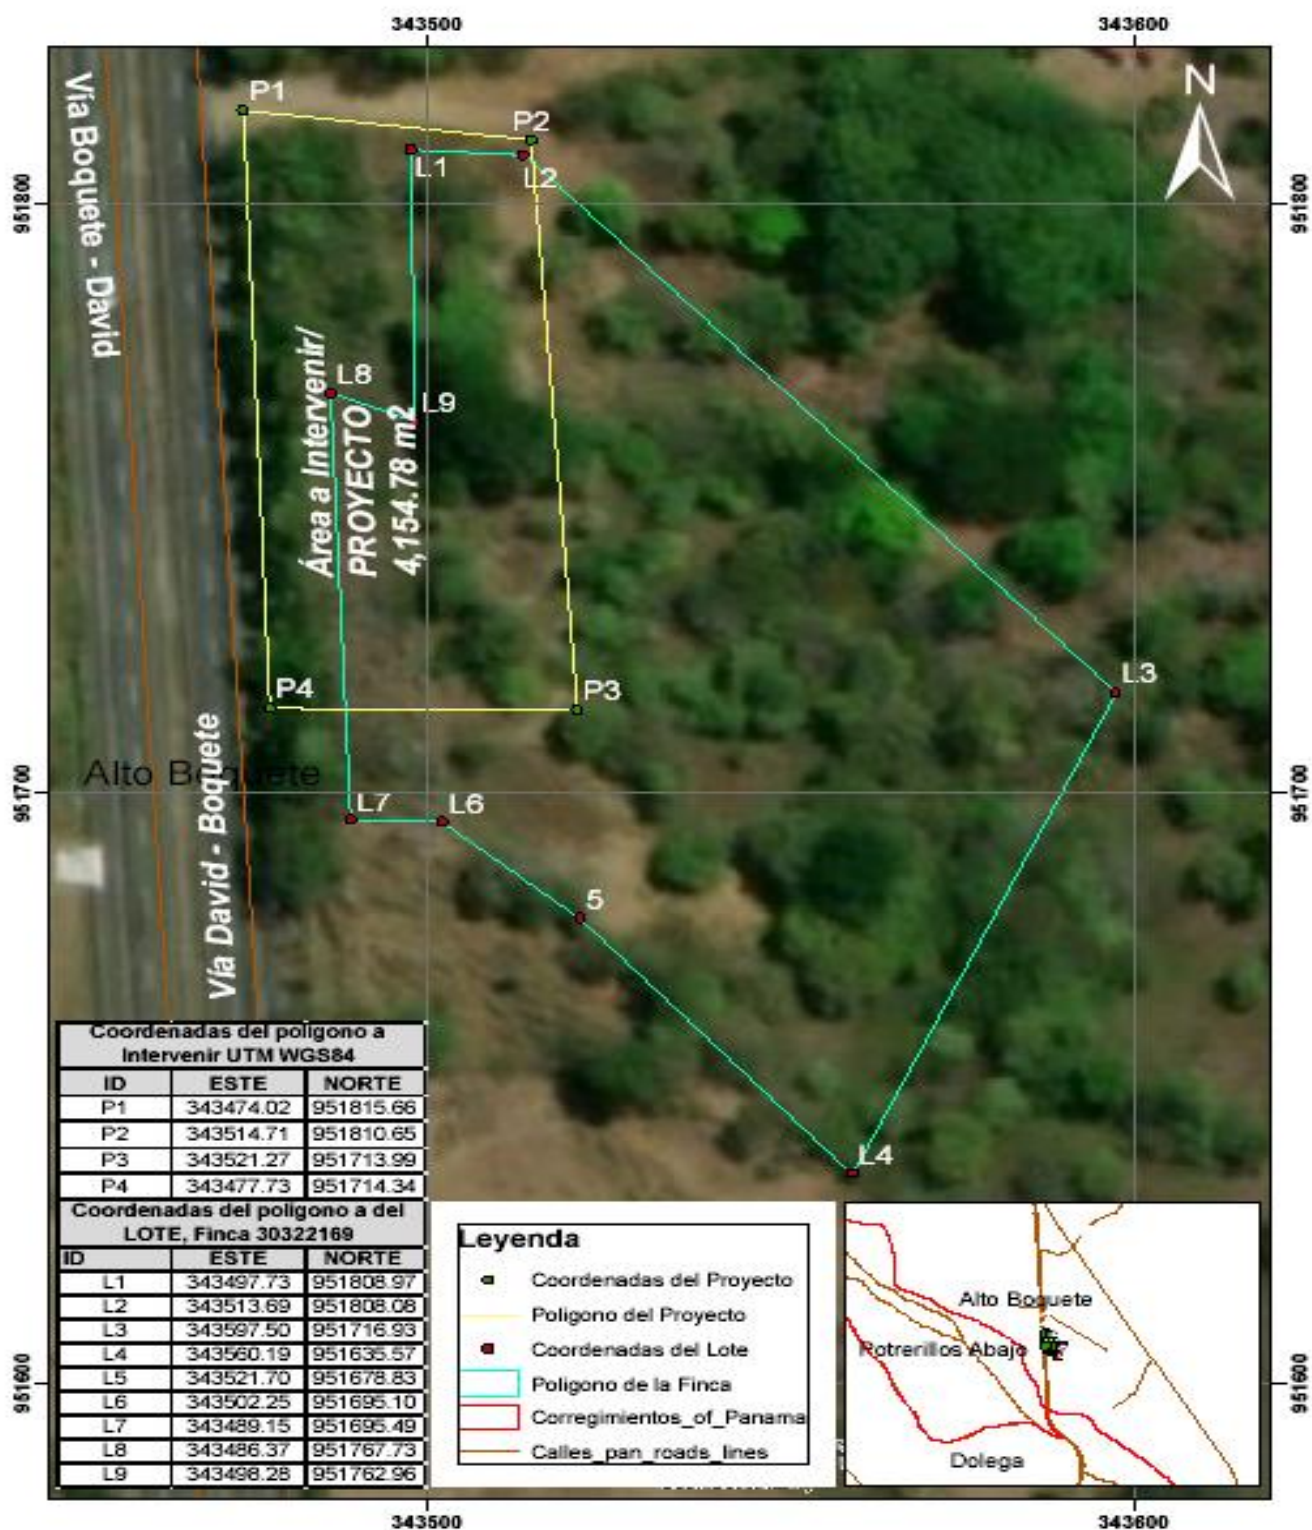 343500
343600
N
P1
P2
L1
L2
951800
951800
Vía Boquete - David
L8
L9
Área a Intervenir/
PROYECTO
4,154.78 m2
L3
P4
P3
Alto Boquete
951700
951700
L7
L6
Vía David - Boquete
5
L4
Coordenadas del poligono a
Intervenir UTM WGS84
ID ESTE NORTE
P1 343474.02 951815.66
P2 343514.71 951810.65
P3 343521.27 951713.99
P4 343477.73 951714.34
Coordenadas del poligono a del
LOTE, Finca 30322169
ID ESTE NORTE
L1 343497.73 951808.97
L2 343513.69 951808.08
L3 343597.50 951716.93
L4 343560.19 951635.57
L5 343521.70 951678.83
L6 343502.25 951695.10
L7 343489.15 951695.49
L8 343486.37 951767.73
L9 343498.28 951762.96
Leyenda
Coordenadas del Proyecto
Poligono del Proyecto
Coordenadas del Lote
Poligono de la Finca
Corregimientos_of_Panama
Calles_pan_roads_lines
Alto Boquete
Potrerillos Abajo
Dolega
951600
951600
343500
343600